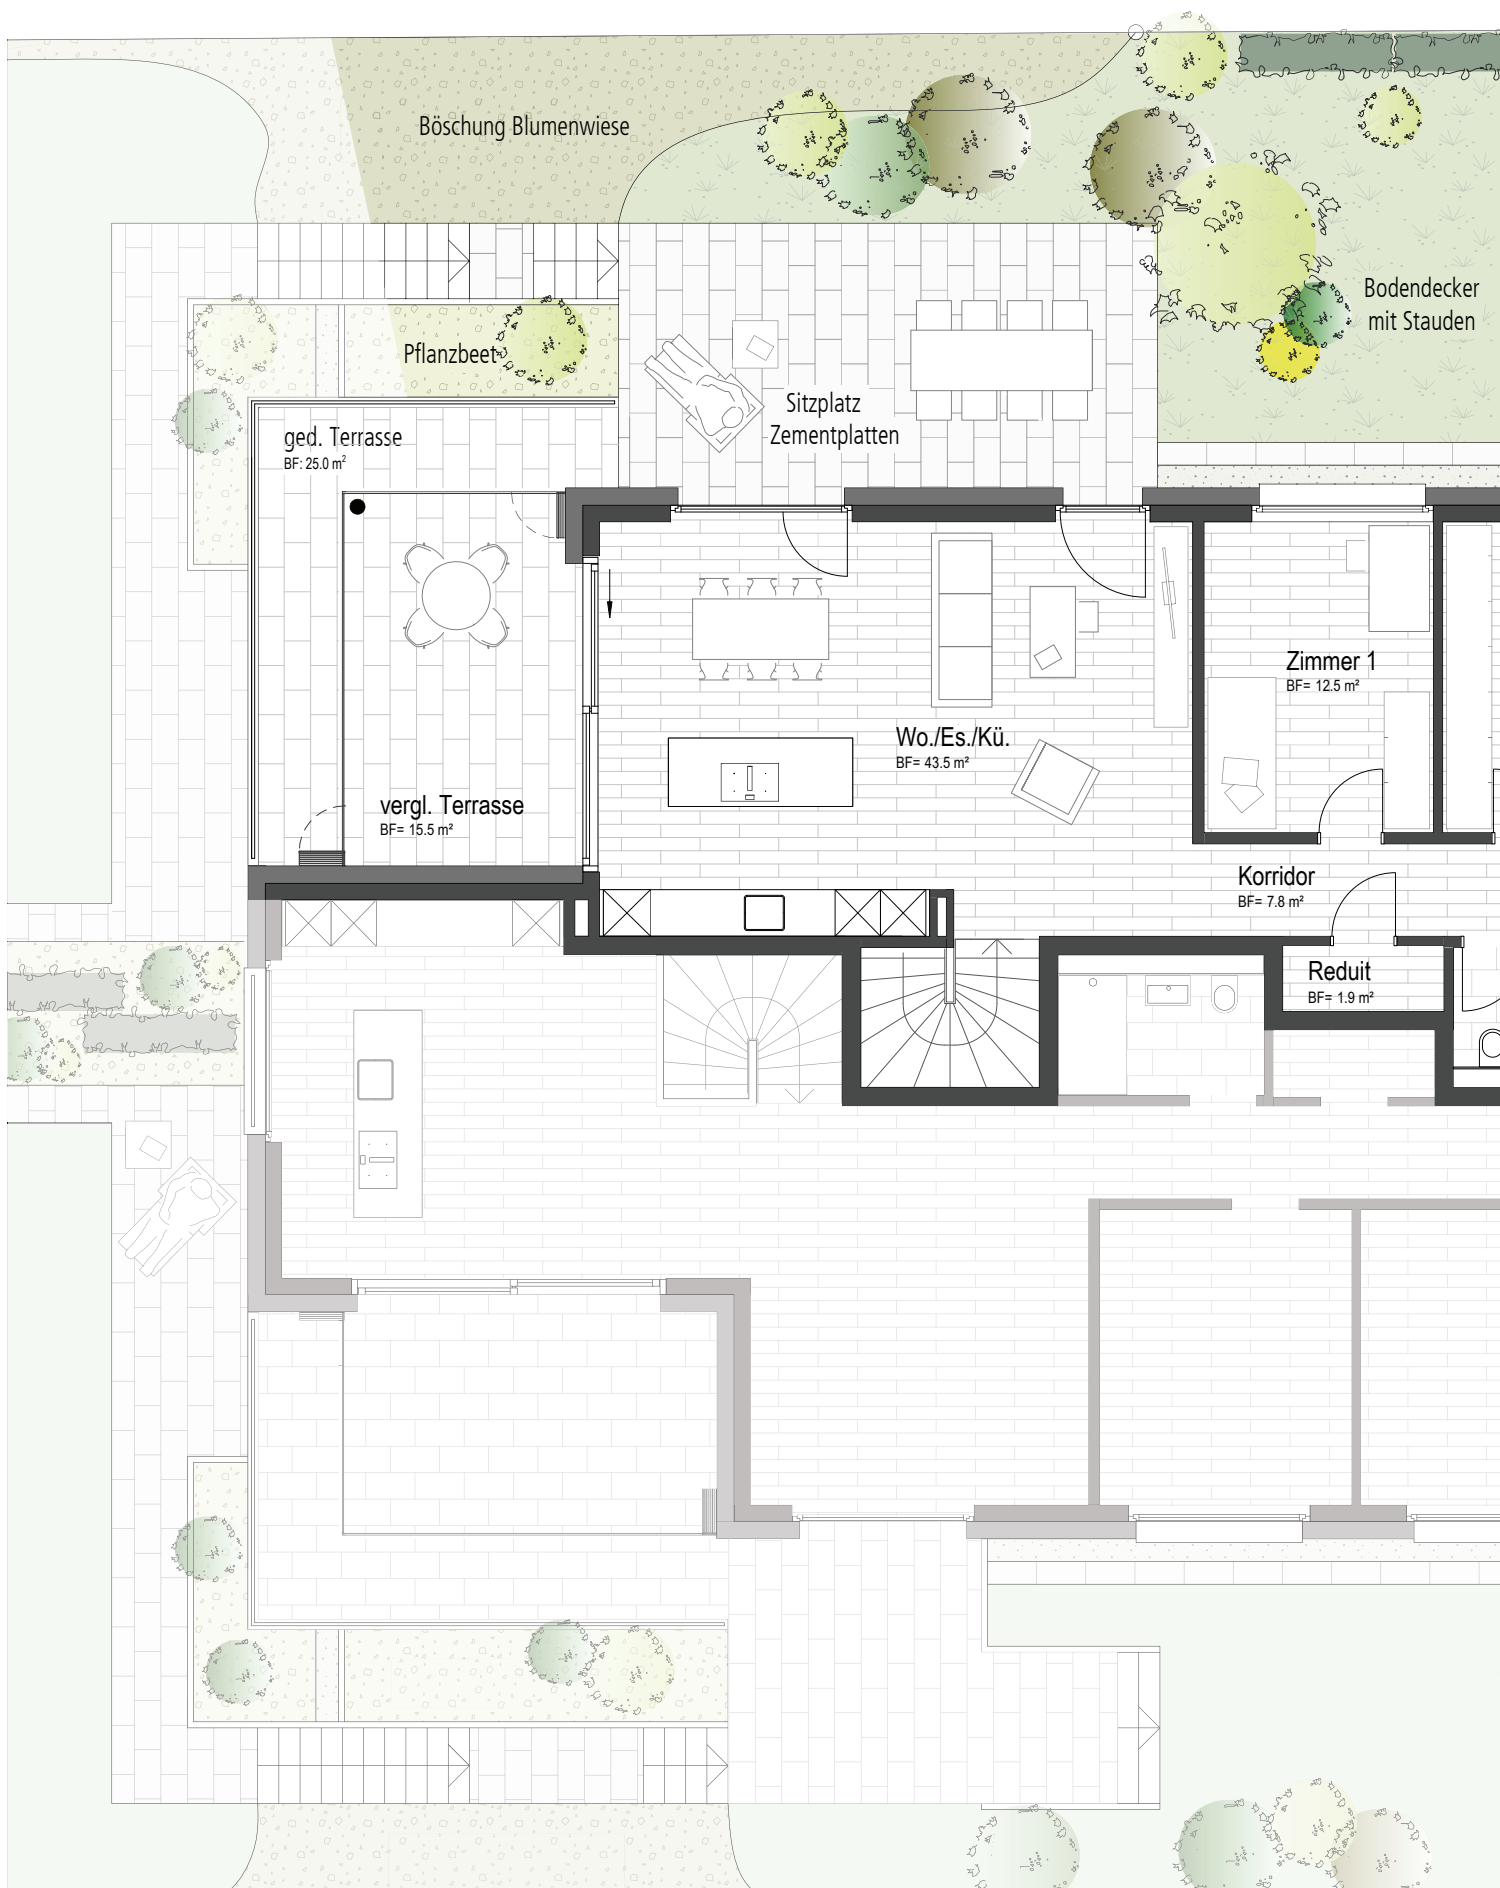 Böschung Blumenwiese
Bodendecker
mit Stauden
Pflanzbeet
Sitzplatz
Zementplatten
ged. Terrasse
BF: 25.0 m²
Zimmer 1
BF= 12.5 m²
Wo./Es./Kü.
BF= 43.5 m²
vergl. Terrasse
BF= 15.5 m²
Korridor
BF= 7.8 m²
Reduit
BF= 1.9 m²